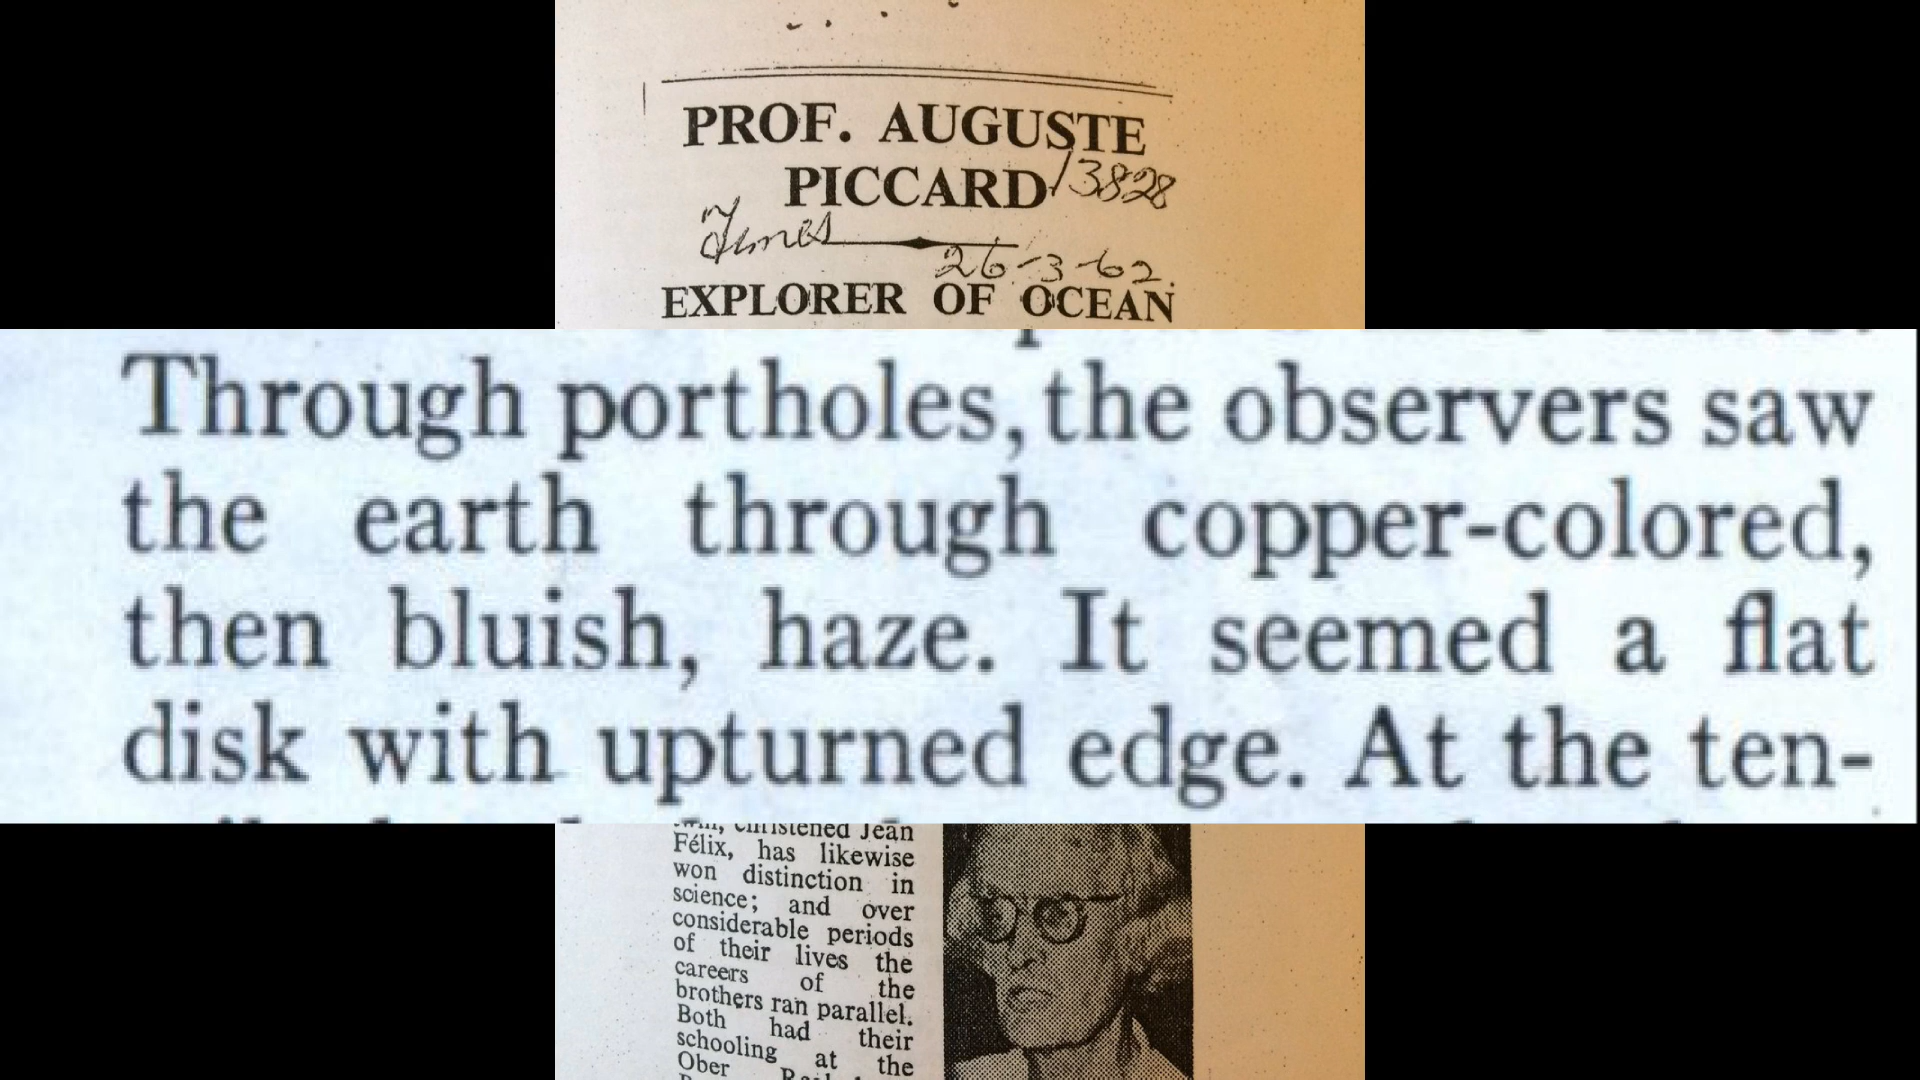 PROF. AUGUSTE
PICCARD 13828
Times
26-3-62.
EXPLORER OF OCEAN
Through portholes, the observers saw
the earth through copper-colored,
then bluish, haze. It seemed a flat
disk with upturned edge. At the ten-
christened Jean
Félix, has likewise
won distinction in
science; and over
considerable periods
of their lives the
careers of the
brothers ran parallel.
Both had their
schooling at the
Ober